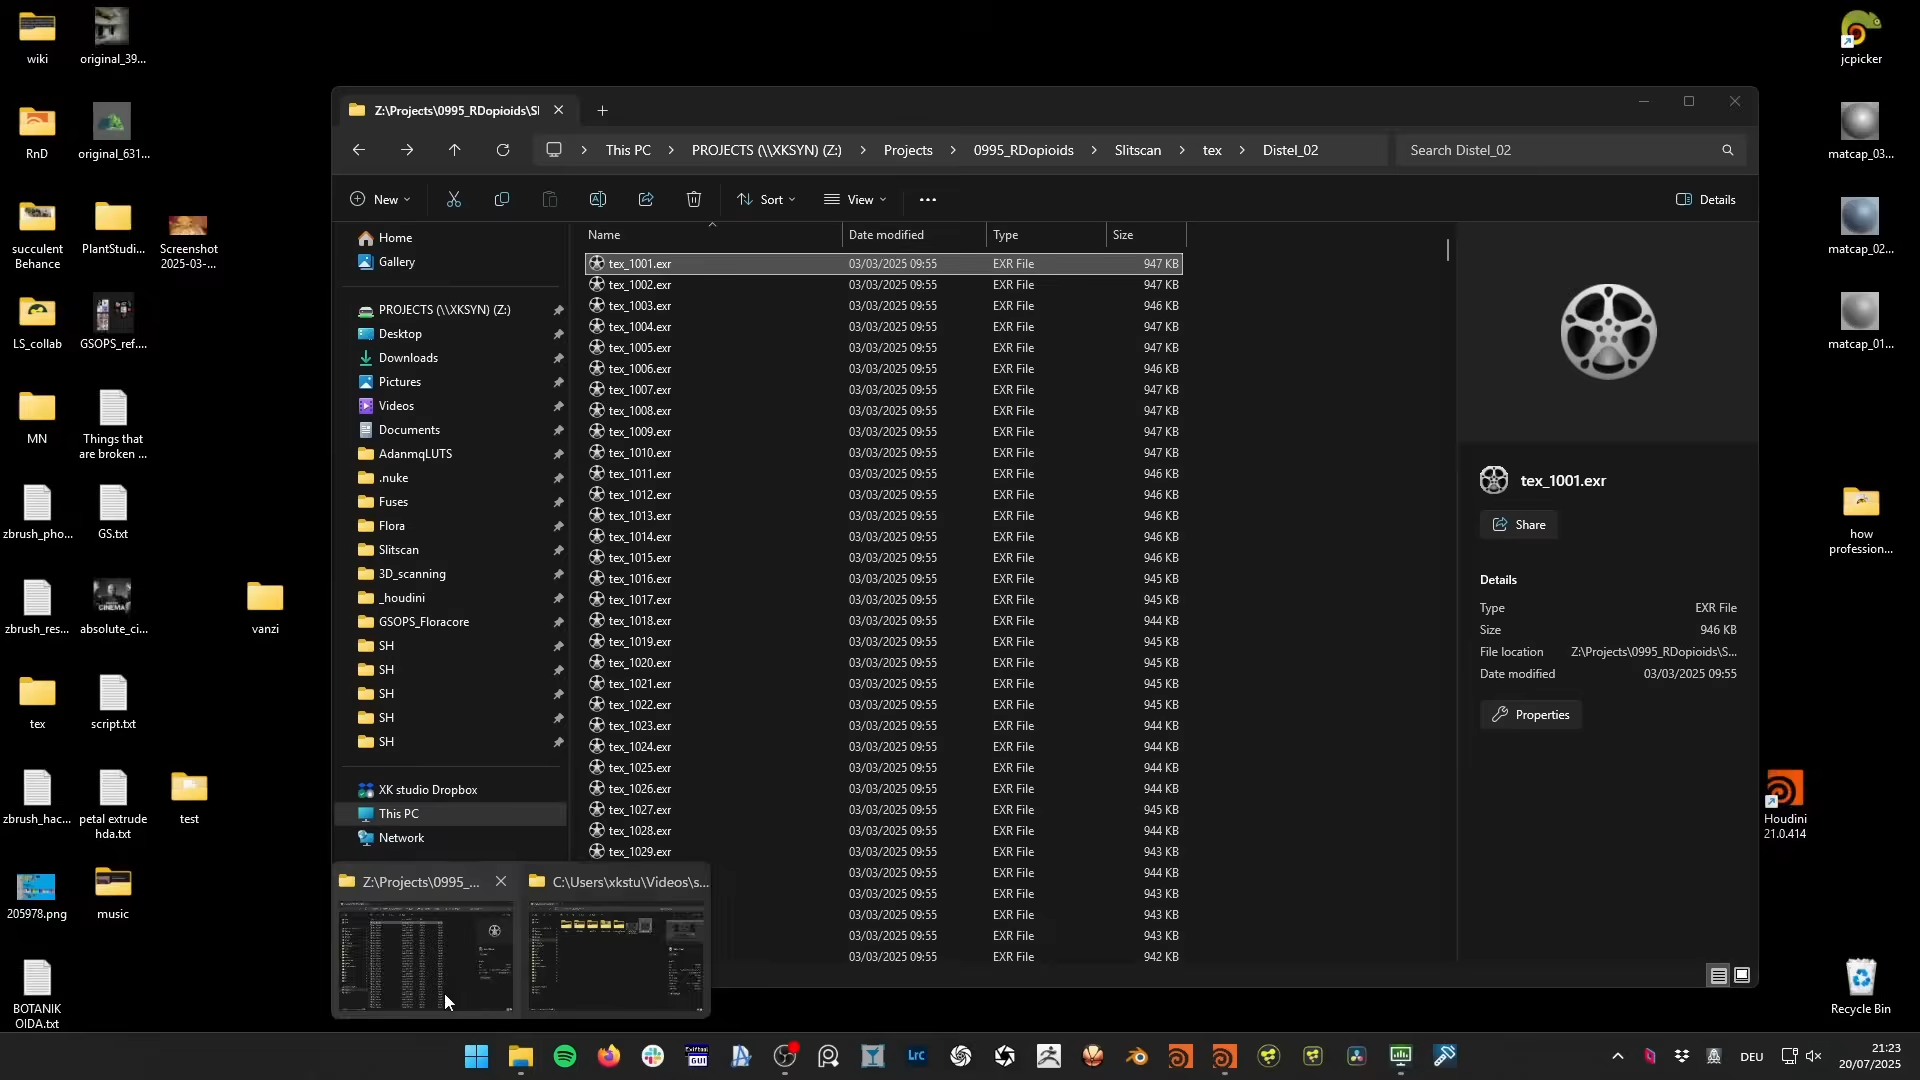 wiki
original_39...
jcpicker
RnD
original_631...
matcap_03...
succulent
Behance
PlantStudi...
Screenshot
2025-03-...
matcap_02...
LS_collab
GSOPS_ref....
matcap_01...
MN
Things that
are broken ...
zbrush_pho...
GS.txt
how
profession...
zbrush_res...
absolute_ci...
vanzi
tex
script.txt
zbrush_hac...
petal extrude
hda.txt
test
Houdini
21.0.414
205978.png
music
BOTANIK
OIDA.txt
Recycle Bin
Z:\Projects\0995_RDopioids\Sl
This PC
PROJECTS (\\XKSYN) (Z:)
Projects
0995_RDopioids
Slitscan
tex
Distel_02
Search Distel_02
New
Sort
View
Details
Home
Gallery
PROJECTS (\\XKSYN) (Z:)
Desktop
Downloads
Pictures
Videos
Documents
AdanmqLUTS
.nuke
Fuses
Flora
Slitscan
3D_scanning
_houdini
GSOPS_Floracore
SH
SH
SH
SH
SH
XK studio Dropbox
This PC
Network
Name Date modified Type Size
tex_1001.exr 03/03/2025 09:55 EXR File 947 KB
tex_1002.exr 03/03/2025 09:55 EXR File 947 KB
tex_1003.exr 03/03/2025 09:55 EXR File 946 KB
tex_1004.exr 03/03/2025 09:55 EXR File 947 KB
tex_1005.exr 03/03/2025 09:55 EXR File 947 KB
tex_1006.exr 03/03/2025 09:55 EXR File 946 KB
tex_1007.exr 03/03/2025 09:55 EXR File 947 KB
tex_1008.exr 03/03/2025 09:55 EXR File 947 KB
tex_1009.exr 03/03/2025 09:55 EXR File 947 KB
tex_1010.exr 03/03/2025 09:55 EXR File 947 KB
tex_1011.exr 03/03/2025 09:55 EXR File 946 KB
tex_1012.exr 03/03/2025 09:55 EXR File 946 KB
tex_1013.exr 03/03/2025 09:55 EXR File 946 KB
tex_1014.exr 03/03/2025 09:55 EXR File 946 KB
tex_1015.exr 03/03/2025 09:55 EXR File 946 KB
tex_1016.exr 03/03/2025 09:55 EXR File 945 KB
tex_1017.exr 03/03/2025 09:55 EXR File 945 KB
tex_1018.exr 03/03/2025 09:55 EXR File 944 KB
tex_1019.exr 03/03/2025 09:55 EXR File 945 KB
tex_1020.exr 03/03/2025 09:55 EXR File 945 KB
tex_1021.exr 03/03/2025 09:55 EXR File 945 KB
tex_1022.exr 03/03/2025 09:55 EXR File 945 KB
tex_1023.exr 03/03/2025 09:55 EXR File 944 KB
tex_1024.exr 03/03/2025 09:55 EXR File 944 KB
tex_1025.exr 03/03/2025 09:55 EXR File 944 KB
tex_1026.exr 03/03/2025 09:55 EXR File 944 KB
tex_1027.exr 03/03/2025 09:55 EXR File 945 KB
tex_1028.exr 03/03/2025 09:55 EXR File 944 KB
tex_1029.exr 03/03/2025 09:55 EXR File 943 KB
03/03/2025 09:55 EXR File 944 KB
03/03/2025 09:55 EXR File 943 KB
03/03/2025 09:55 EXR File 943 KB
03/03/2025 09:55 EXR File 943 KB
03/03/2025 09:55 EXR File 942 KB
tex_1001.exr
Share
Details
Type EXR File
Size 946 KB
File location Z:\Projects\0995_RDopioids\S...
Date modified 03/03/2025 09:55
Properties
Z:\Projects\0995_...
C:\Users\xkstu\Videos\s...
Exiftool
GUI
Lrc
DEU
21:23
20/07/2025